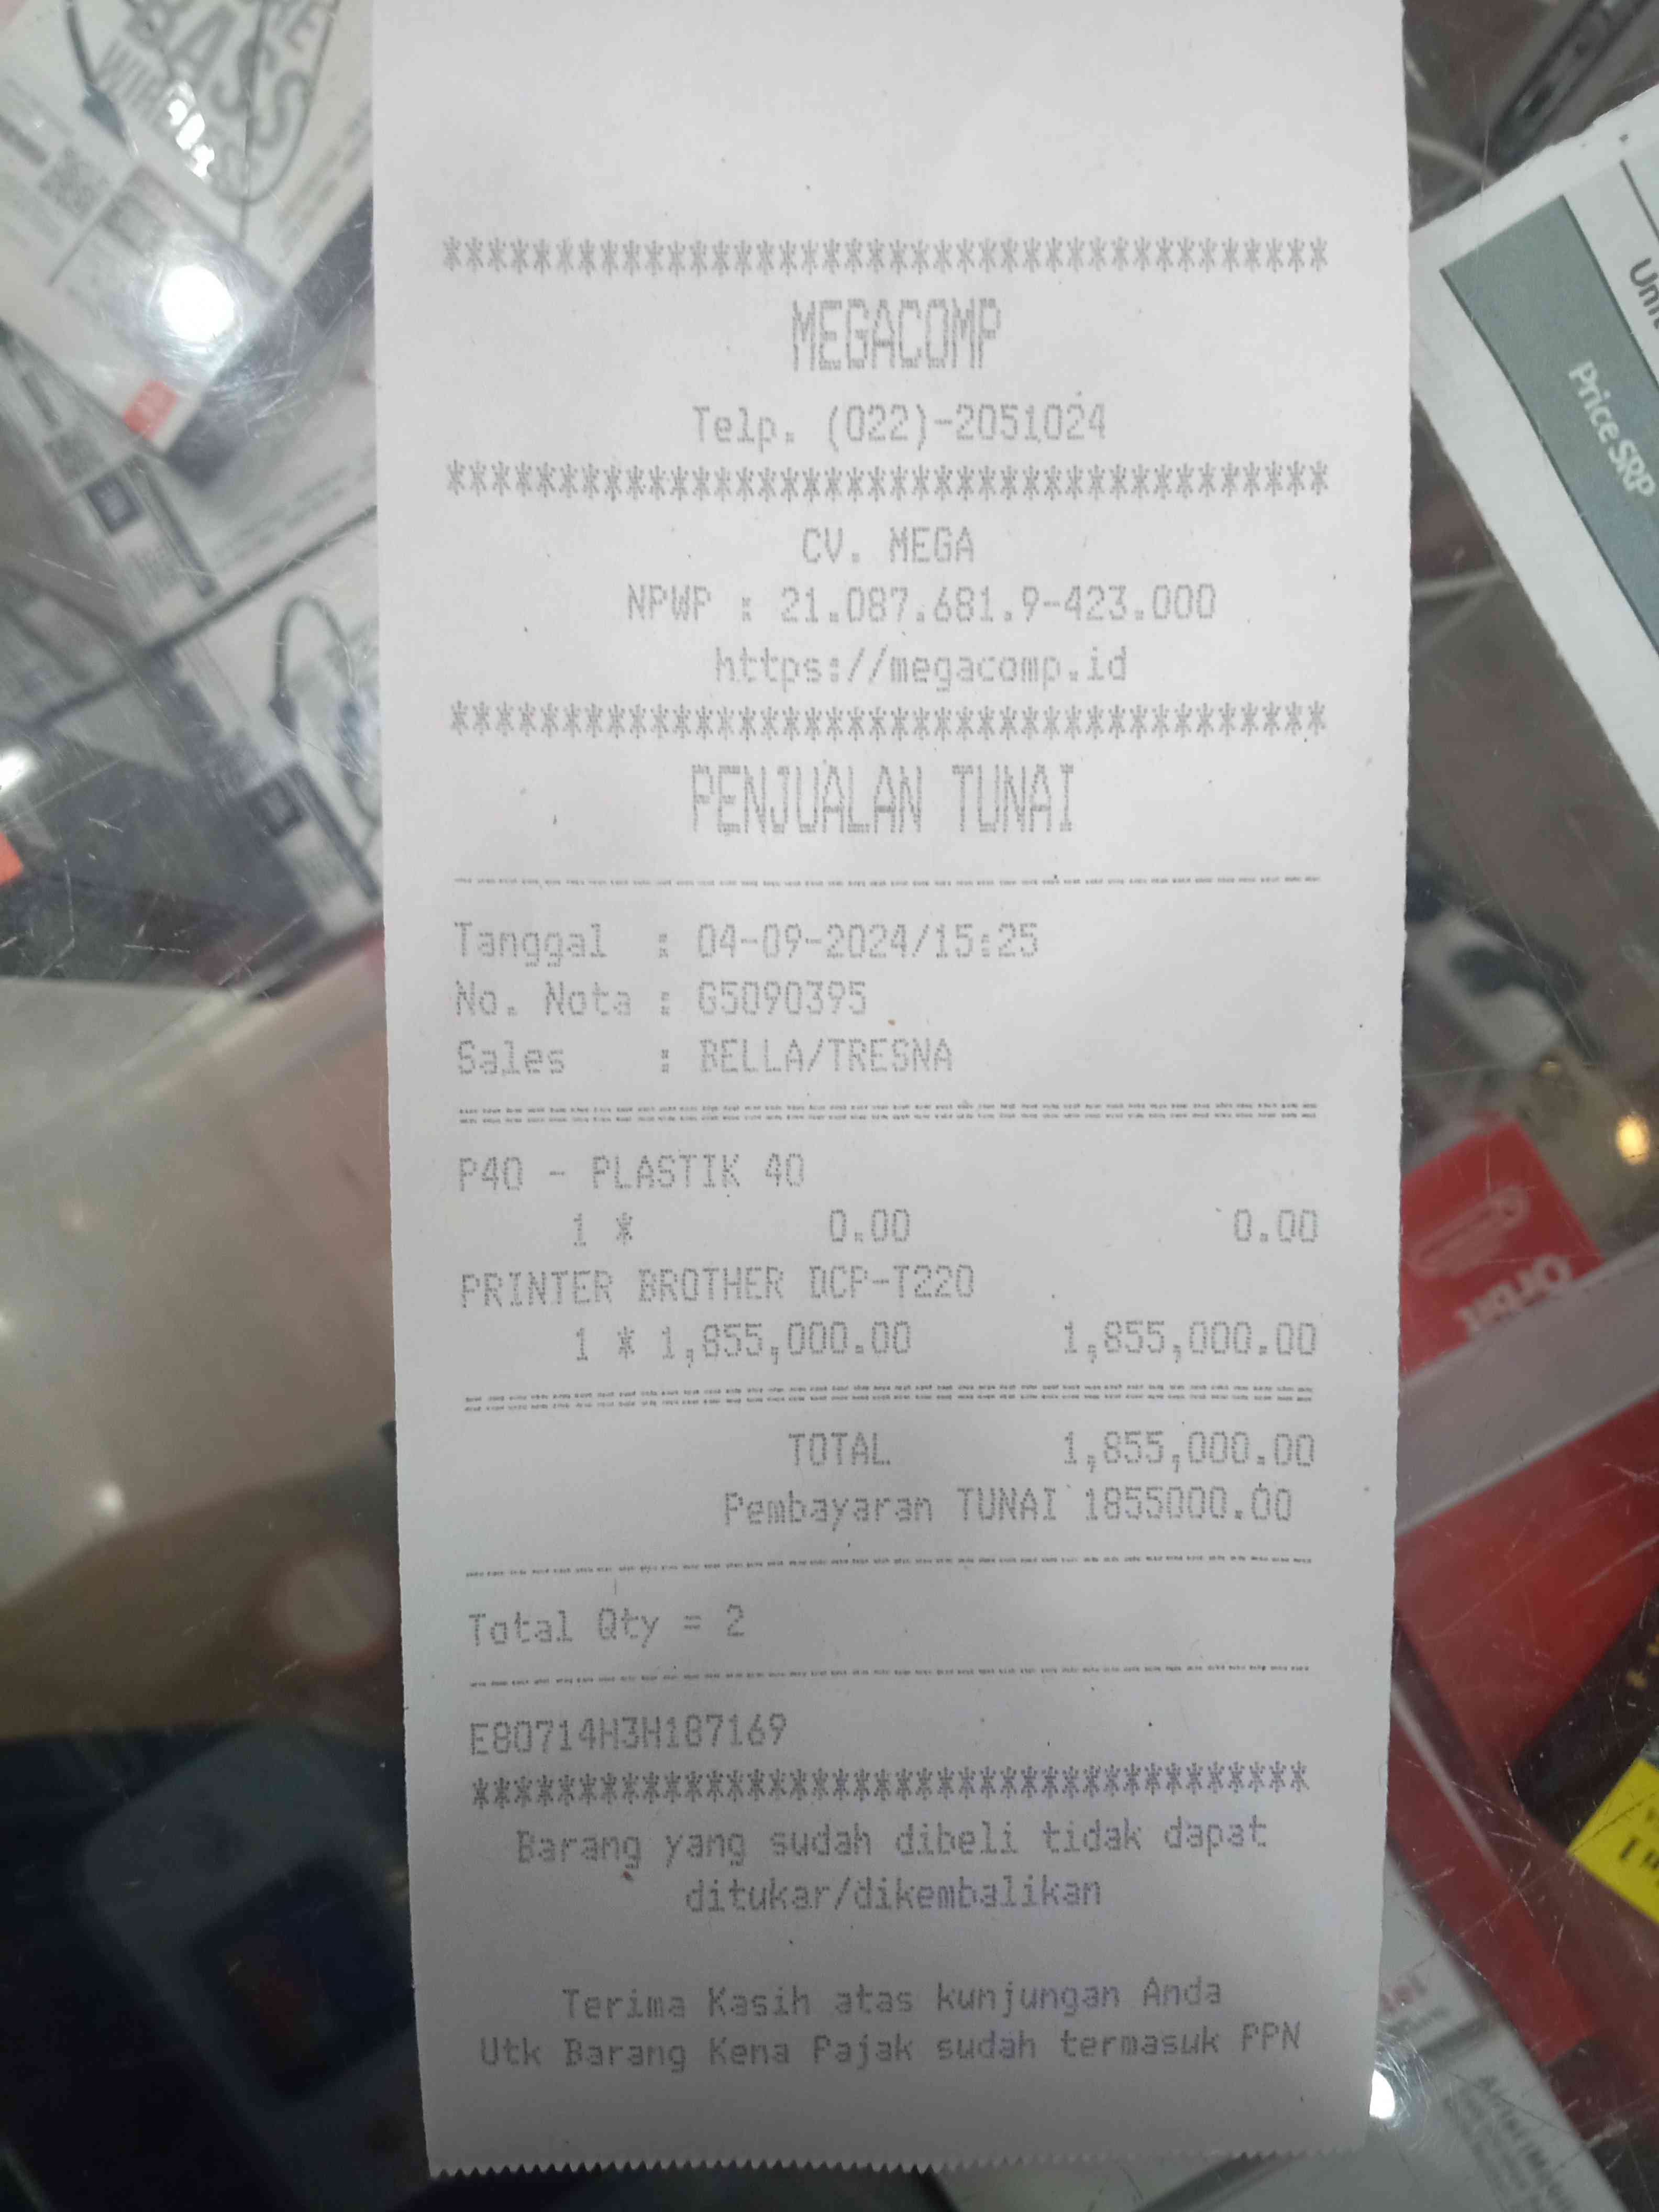 ************************************
MEGACOMP
Telp. (022)-2051024
************************************
CV. MEGA
NPWP : 21.087.681.9-423.000
https://megacomp.id
************************************
PENJUALAN TUNAI
----------------------------------------
Tanggal : 04-09-2024/15:25
No. Nota : G5090395
Sales : BELLA/TRESNA
========================================
P40 - PLASTIK 40
1 * 0.00 0.00
PRINTER BROTHER DCP-T220
1 * 1,855,000.00 1,855,000.00
========================================
TOTAL 1,855,000.00
Pembayaran TUNAI 1855000.00
----------------------------------------
Total Qty = 2
----------------------------------------
E80714H3H187169
************************************
Barang yang sudah dibeli tidak dapat
ditukar/dikembalikan
Terima Kasih atas kunjungan Anda
Utk Barang Kena Pajak sudah termasuk PPN
BASS
Price SRP
Orbit